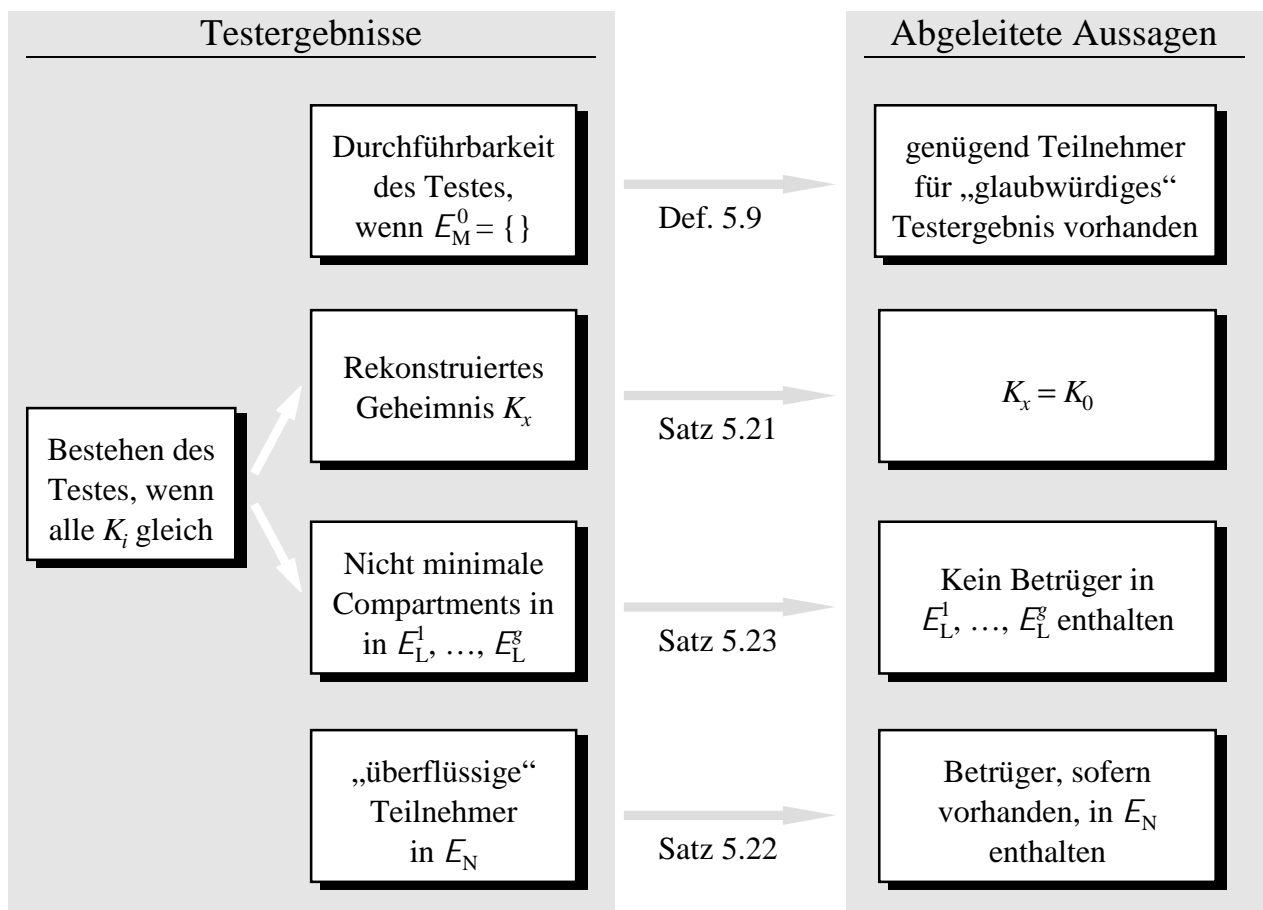 Testergebnisse
Abgeleitete Aussagen
Durchführbarkeit
des Testes,
wenn E_M^0 = { }
Def. 5.9
genügend Teilnehmer
für „glaubwürdiges“
Testergebnis vorhanden
Bestehen des
Testes, wenn
alle K_i gleich
Rekonstruiertes
Geheimnis K_x
Satz 5.21
K_x = K_0
Nicht minimale
Compartments in
in E_L^1, …, E_L^g
Satz 5.23
Kein Betrüger in
E_L^1, …, E_L^g enthalten
„überflüssige“
Teilnehmer
in E_N
Satz 5.22
Betrüger, sofern
vorhanden, in E_N
enthalten